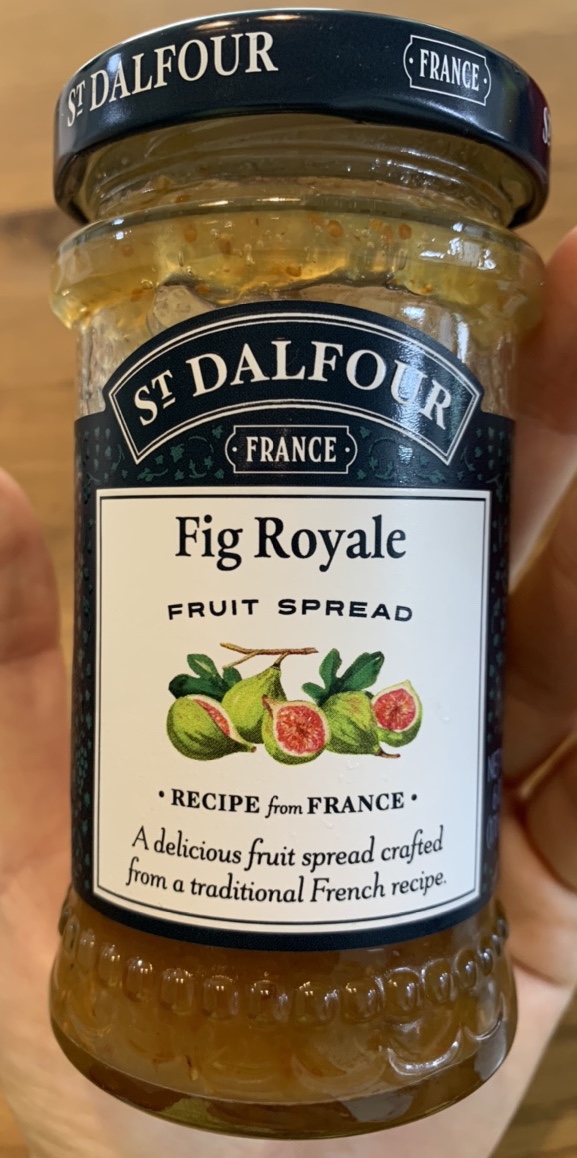 ST DALFOUR
FRANCE
ST DALFOUR
FRANCE
Fig Royale
FRUIT SPREAD
• RECIPE from FRANCE •
A delicious fruit spread crafted
from a traditional French recipe.